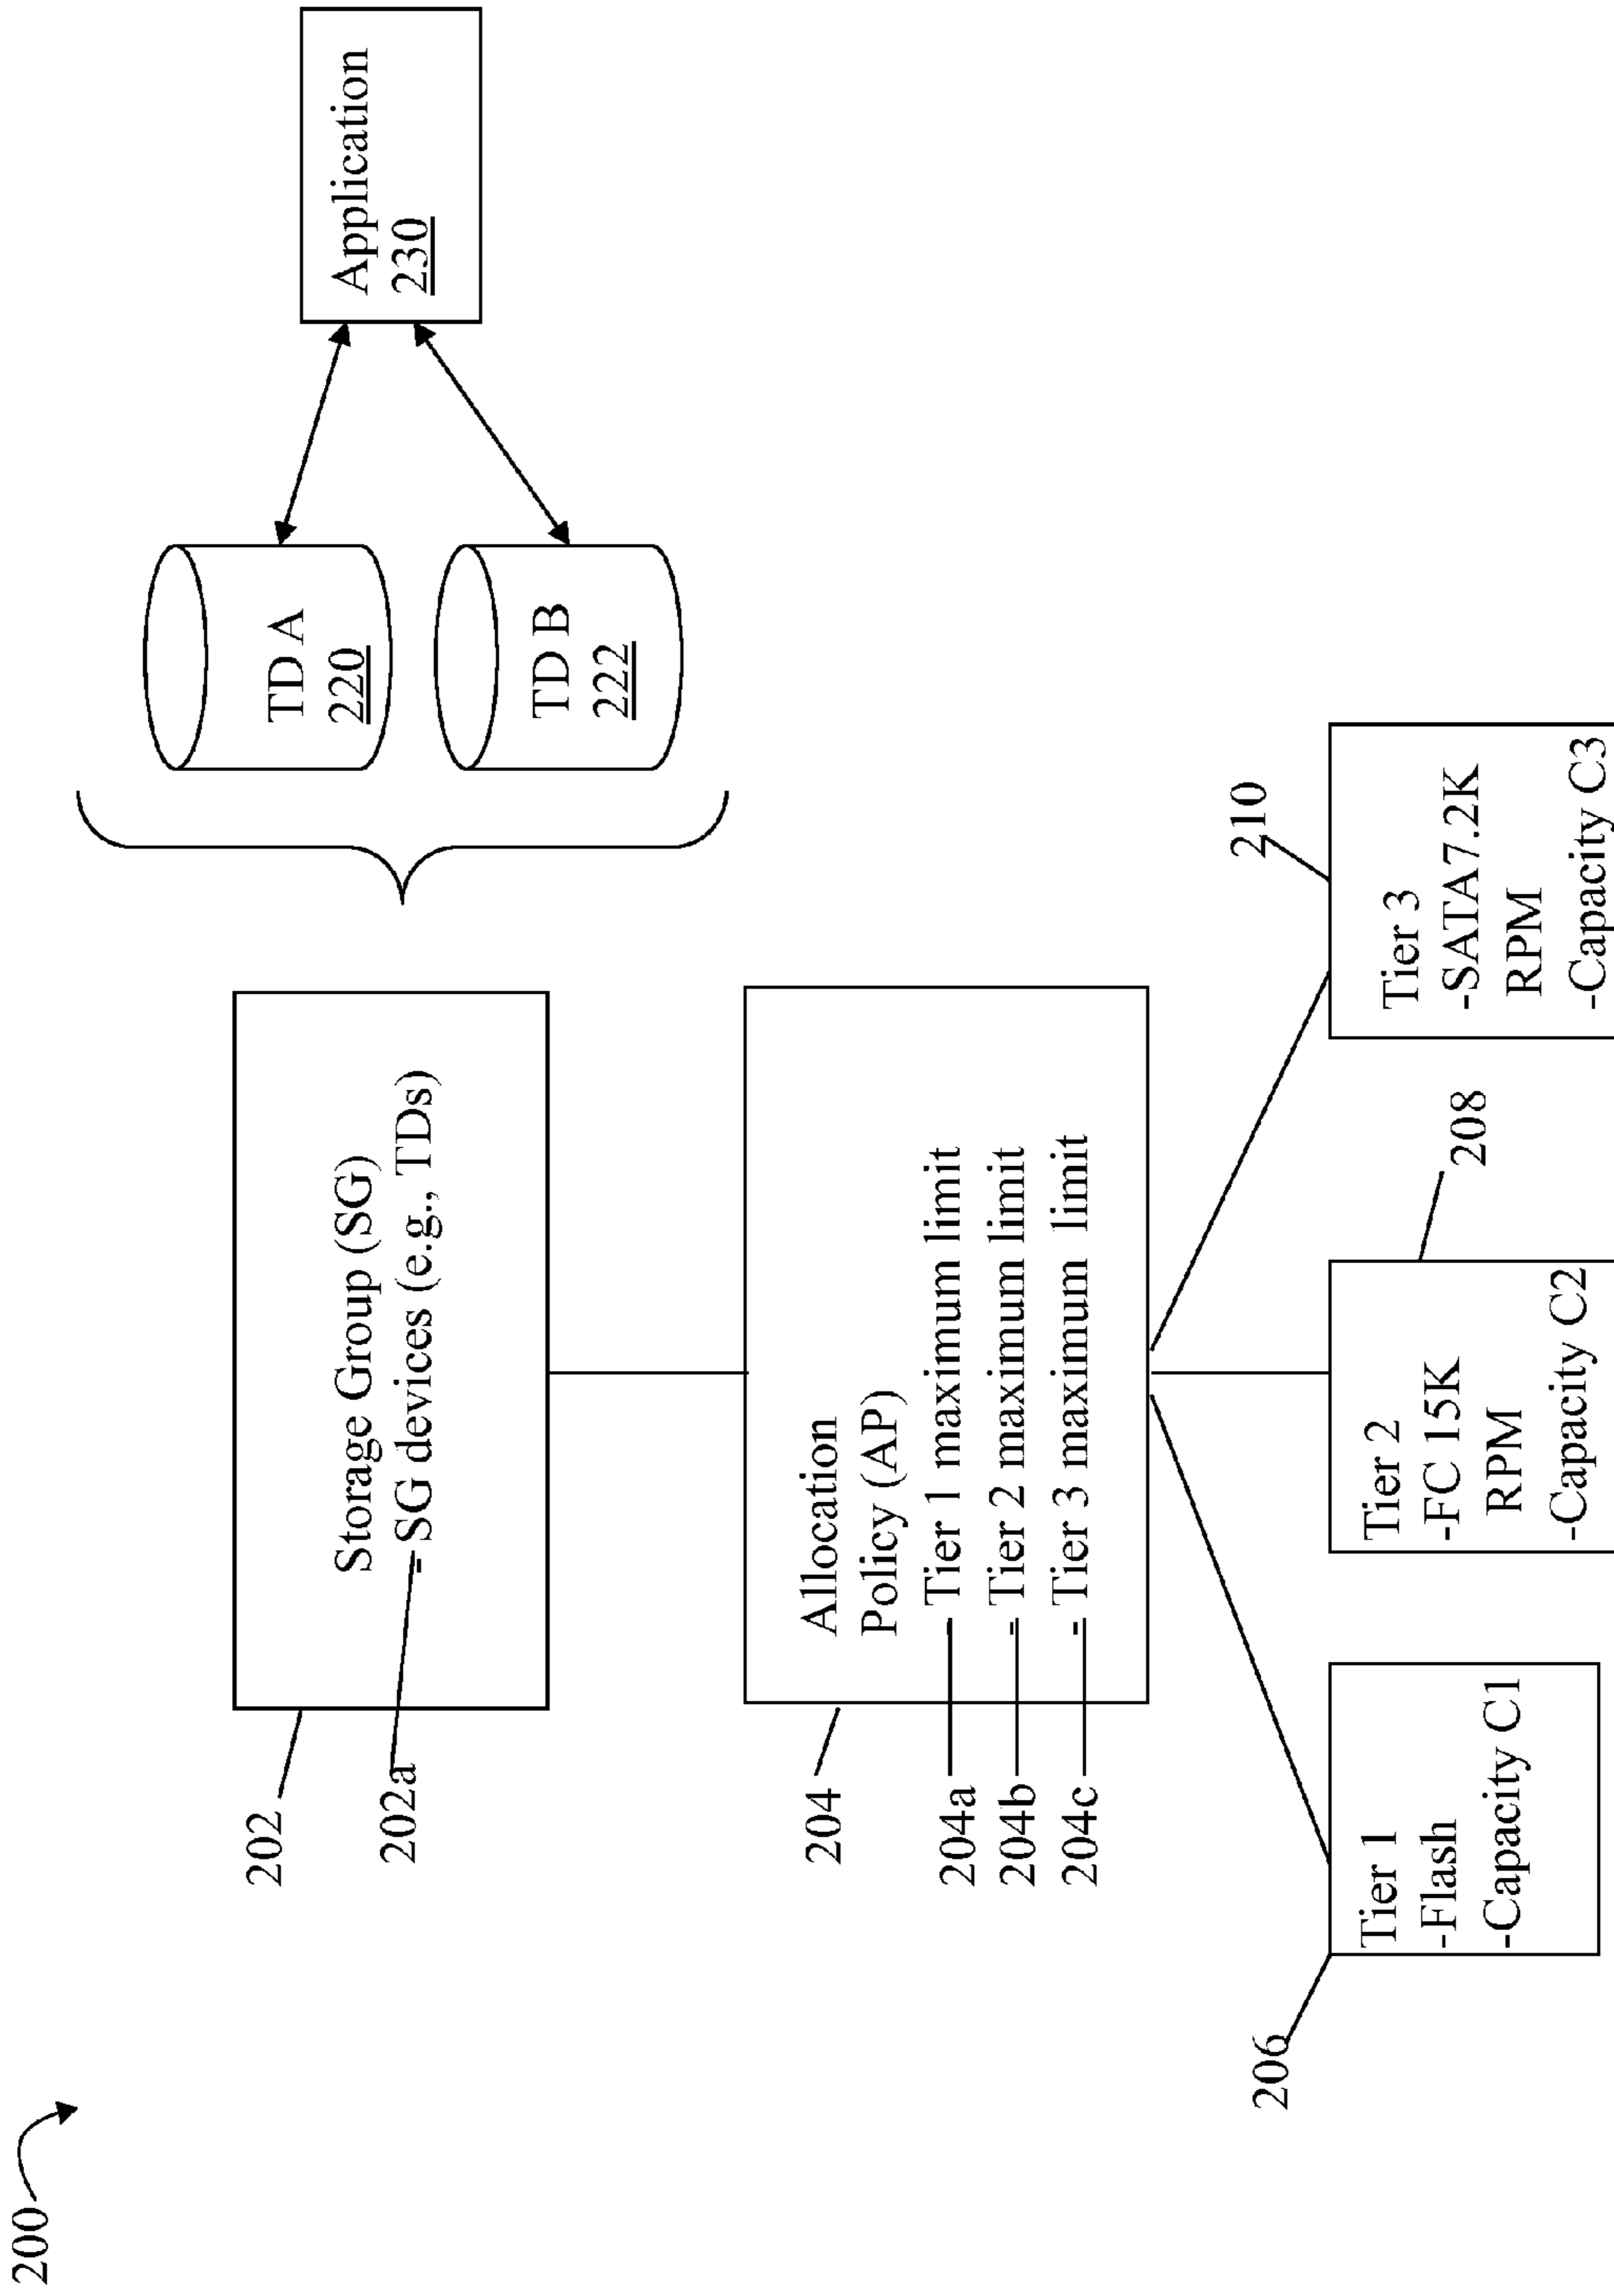 200
202
202a
Storage Group (SG)
- SG devices (e.g., TDs)
TD A
220
TD B
222
Application
230
204
204a
204b
204c
Allocation
Policy (AP)
- Tier 1 maximum limit
- Tier 2 maximum limit
- Tier 3 maximum limit
206
Tier 1
-Flash
-Capacity C1
208
Tier 2
-FC 15K
RPM
-Capacity C2
210
Tier 3
-SATA7.2K
RPM
-Capacity C3